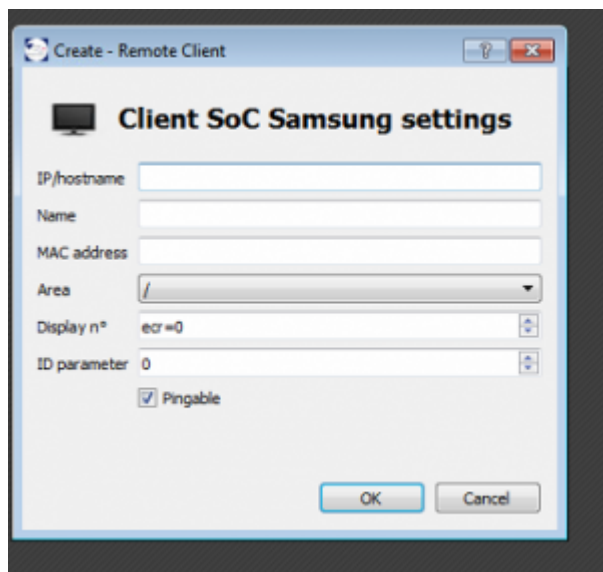 Create - Remote Client
Client SoC Samsung settings
IP/hostname
Name
MAC address
Area /
Display n° ecr=0
ID parameter 0
Pingable
OK Cancel